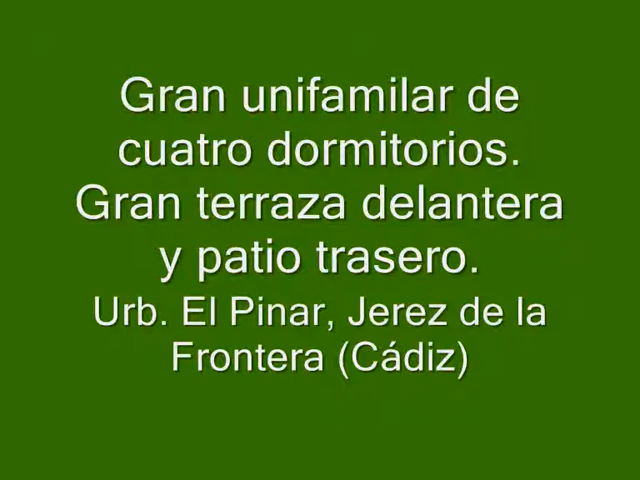 Gran unifamilar de
cuatro dormitorios.
Gran terraza delantera
y patio trasero.
Urb. El Pinar, Jerez de la
Frontera (Cádiz)